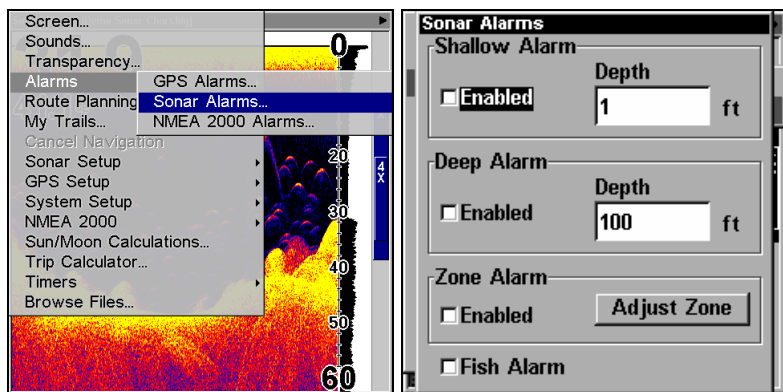 Screen...
Sounds...
Transparency...
Alarms
Route Planning
My Trails...
Cancel Navigation
Sonar Setup
GPS Setup
System Setup
NMEA 2000
Sun/Moon Calculations...
Trip Calculator...
Timers
Browse Files...
GPS Alarms...
Sonar Alarms...
NMEA 2000 Alarms...
0
20
30
40
50
60
4
X
Sonar Alarms
Shallow Alarm
Depth
Enabled
1 ft
Deep Alarm
Depth
Enabled
100 ft
Zone Alarm
Enabled
Adjust Zone
Fish Alarm